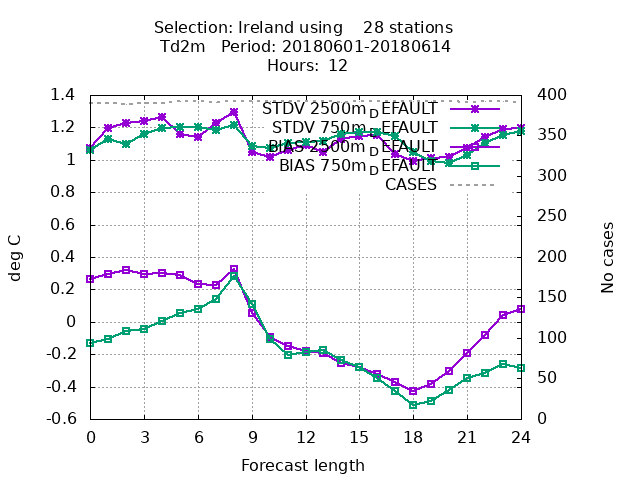 Selection: Ireland using 28 stations
Td2m Period: 20180601-20180614
Hours: 12
1.4
1.2
1
0.8
0.6
0.4
0.2
0
-0.2
-0.4
-0.6
deg C
STDV 2500m_DEFAULT
STDV 750m_DEFAULT
BIAS 2500m_DEFAULT
BIAS 750m_DEFAULT
CASES
400
350
300
250
200
150
100
50
0
No cases
0 3 6 9 12 15 18 21 24
Forecast length